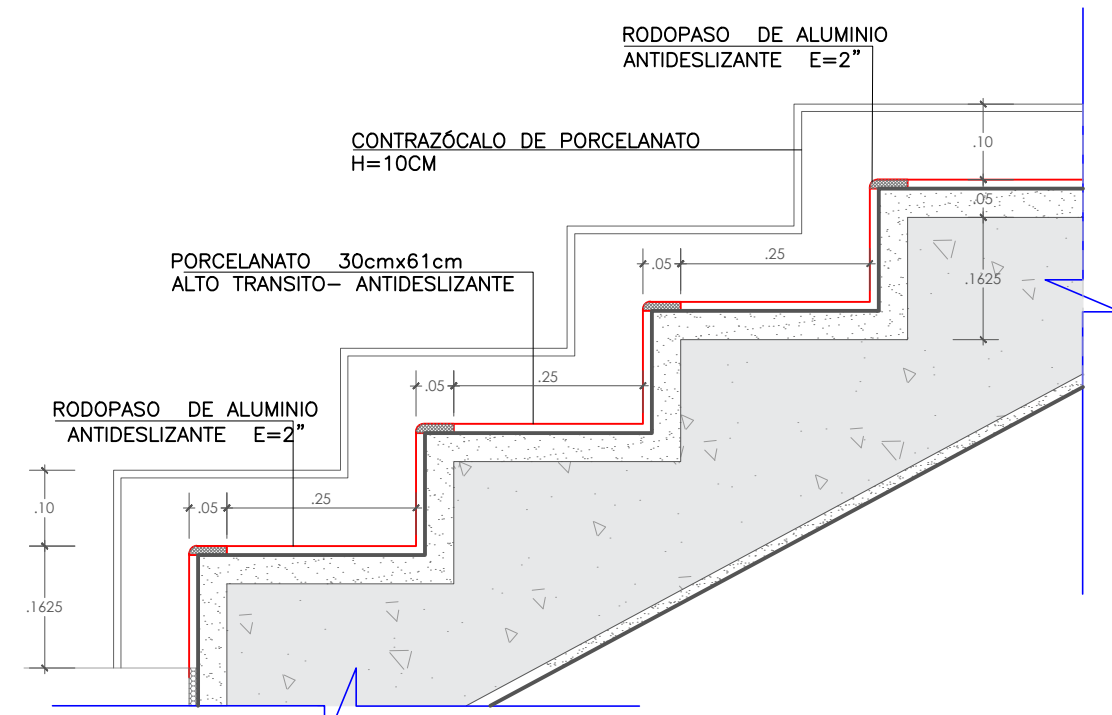 RODOPASO DE ALUMINIO
ANTIDESLIZANTE E=2”
CONTRAZÓCALO DE PORCELANATO
H=10CM
.10
.05
.05
.25
PORCELANATO 30cmx61cm
ALTO TRANSITO– ANTIDESLIZANTE
.1625
.05
.25
RODOPASO DE ALUMINIO
ANTIDESLIZANTE E=2”
.05
.25
.10
.1625